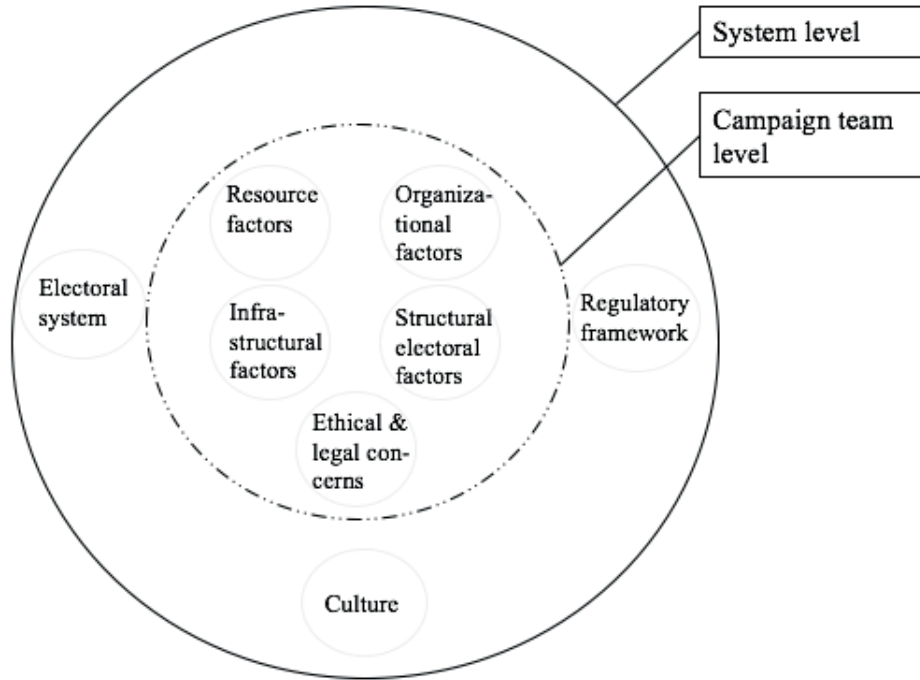 System level
Campaign team
level
Resource
factors
Organiza-
tional
factors
Electoral
system
Infra-
structural
factors
Structural
electoral
factors
Regulatory
framework
Ethical &
legal con-
cerns
Culture